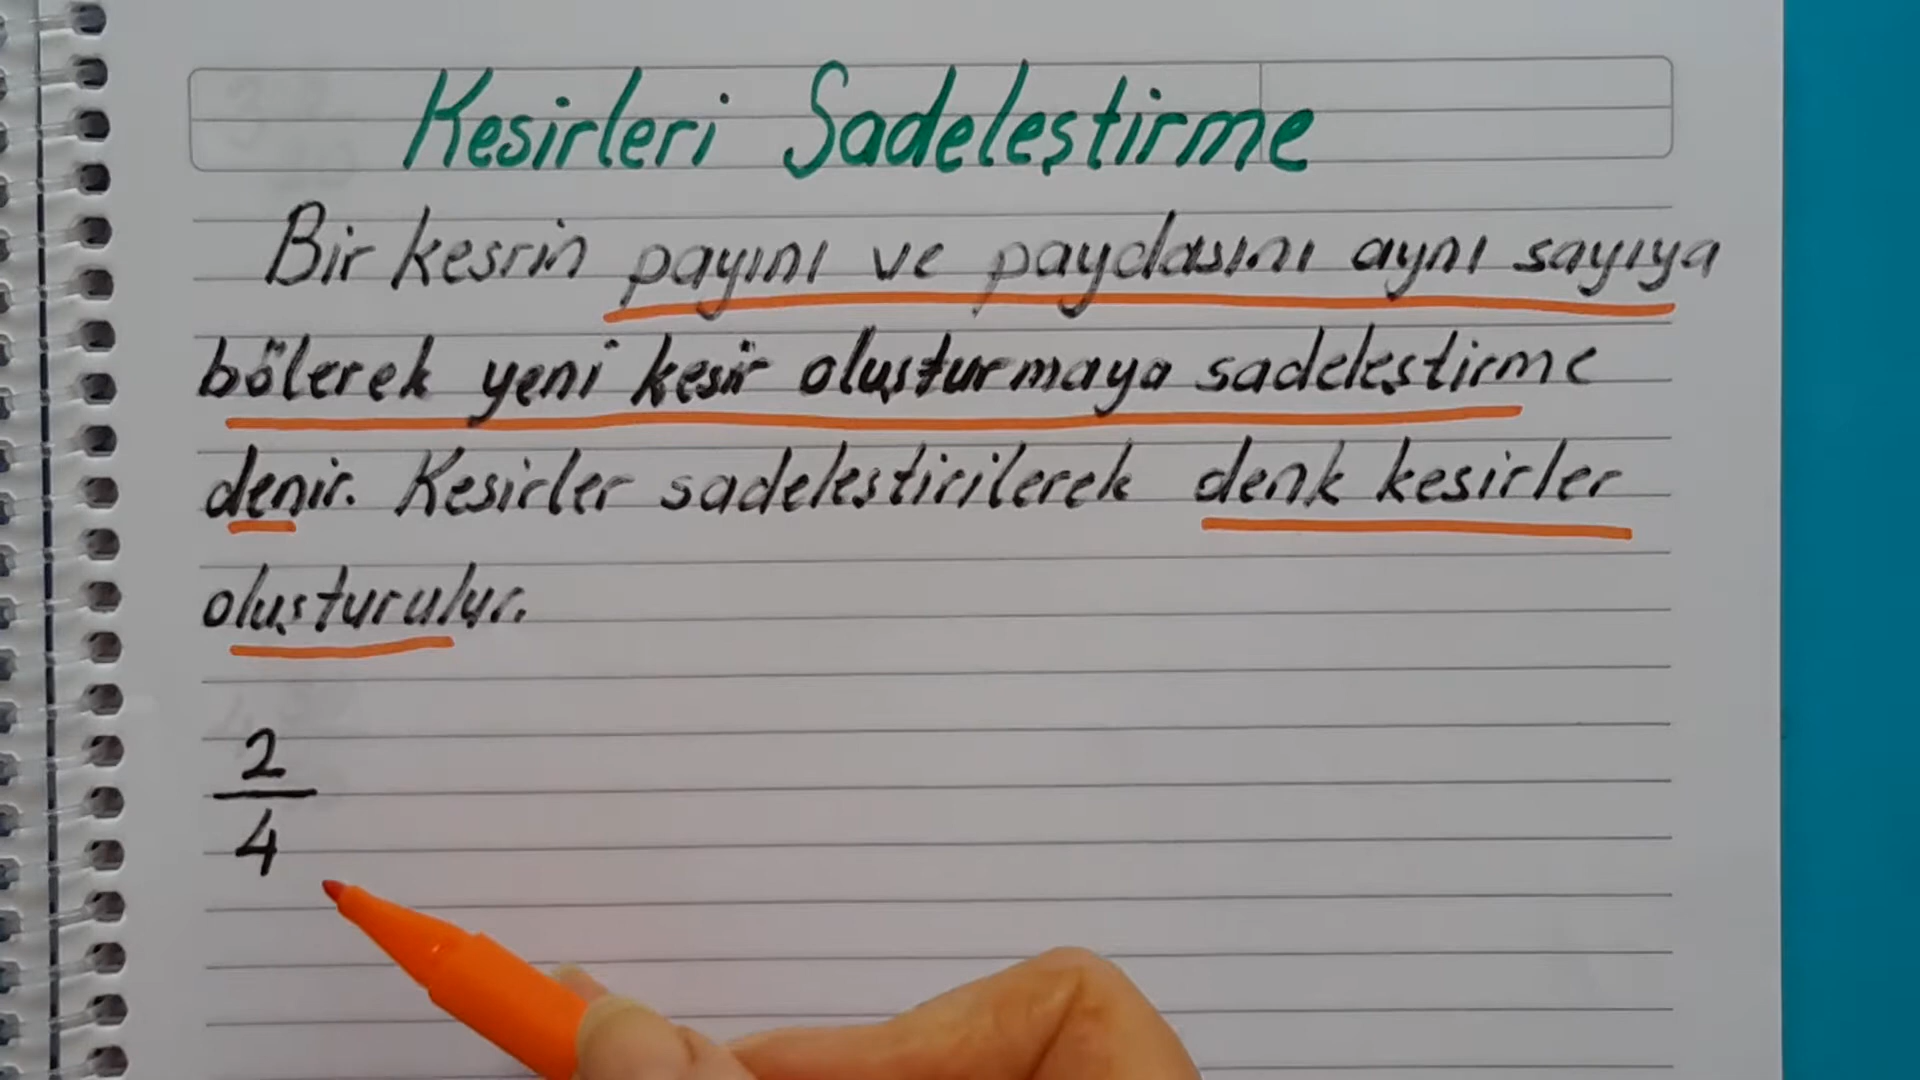 Kesirleri Sadeleştirme
Bir kesrin payını ve paydasını aynı sayıya
bölerek yeni kesir oluşturmaya sadeleştirme
denir. Kesirler sadeleştirilerek denk kesirler
oluşturulur.
2
4